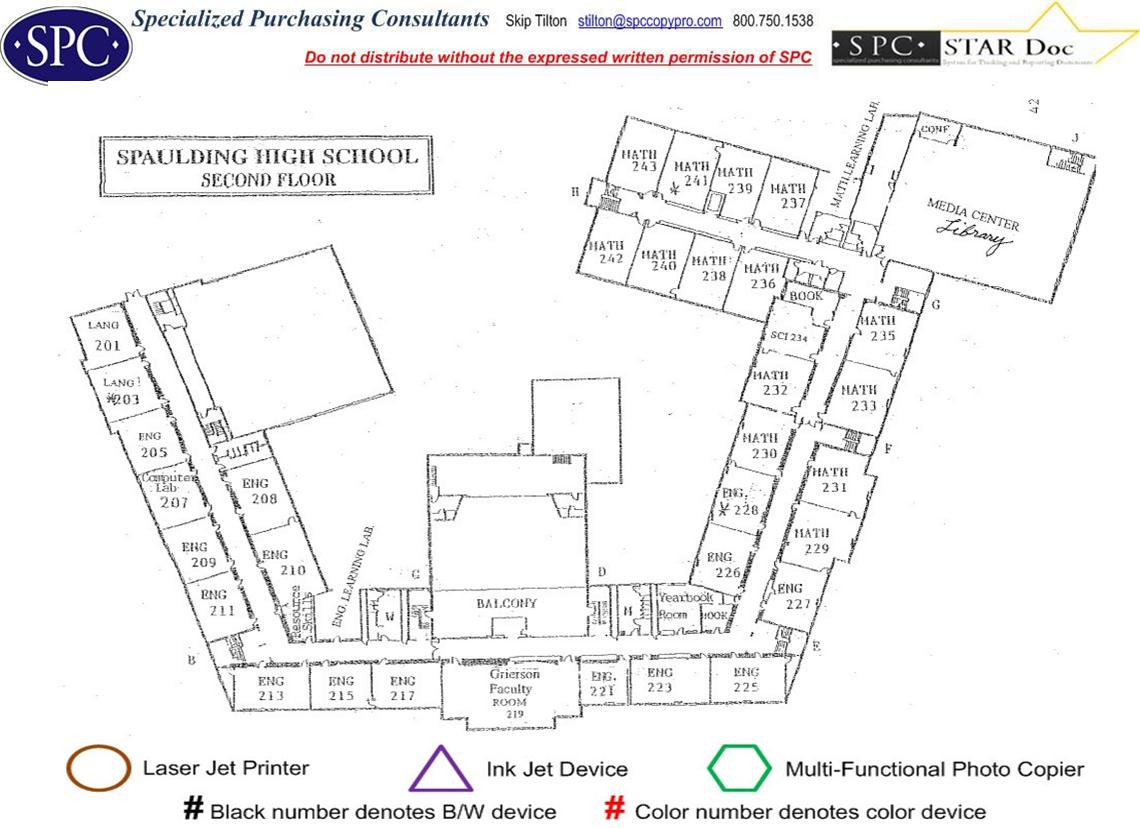 SPC
Specialized Purchasing Consultants Skip Tilton stilton@spccopypro.com 800.750.1538
Do not distribute without the expressed written permission of SPC
SPC STAR Doc
specialized purchasing consultants System for Tracking and Reporting Documents
SPAULDING HIGH SCHOOL
SECOND FLOOR
42
J
CONF
MATH LEARNING LAB.
I
MEDIA CENTER
Library
MATH
243
MATH
241
MATH
239
MATH
237
H
MATH
242
MATH
240
MATH
238
MATH
236
BOOK
G
SCI 234
MATH
235
MATH
232
MATH
233
F
MATH
230
MATH
231
ENG.
228
MATH
229
ENG
226
ENG
227
E
LANG
201
LANG
203
ENG
205
Computer
Lab
207
ENG
208
ENG
209
ENG
210
ENG
211
Resource
Skills
ENG. LEARNING LAB.
W
C
BALCONY
D
M
Yearbook
Room
B
ENG
213
ENG
215
ENG
217
Grierson
Faculty
ROOM
219
ENG.
221
ENG
223
ENG
225
Laser Jet Printer
Ink Jet Device
Multi-Functional Photo Copier
# Black number denotes B/W device
# Color number denotes color device